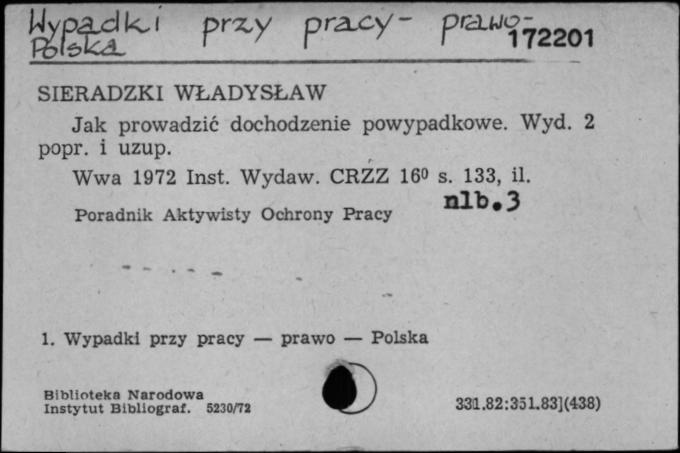 Wypadki przy pracy - prawo-
Polska
172201
SIERADZKI WŁADYSŁAW
Jak prowadzić dochodzenie powypadkowe. Wyd. 2
popr. i uzup.
Wwa 1972 Inst. Wydaw. CRZZ 16⁰ s. 133, il.
nlb.3
Poradnik Aktywisty Ochrony Pracy
1. Wypadki przy pracy — prawo — Polska
Biblioteka Narodowa
Instytut Bibliograf. 5230/72
331.82:351.83](438)